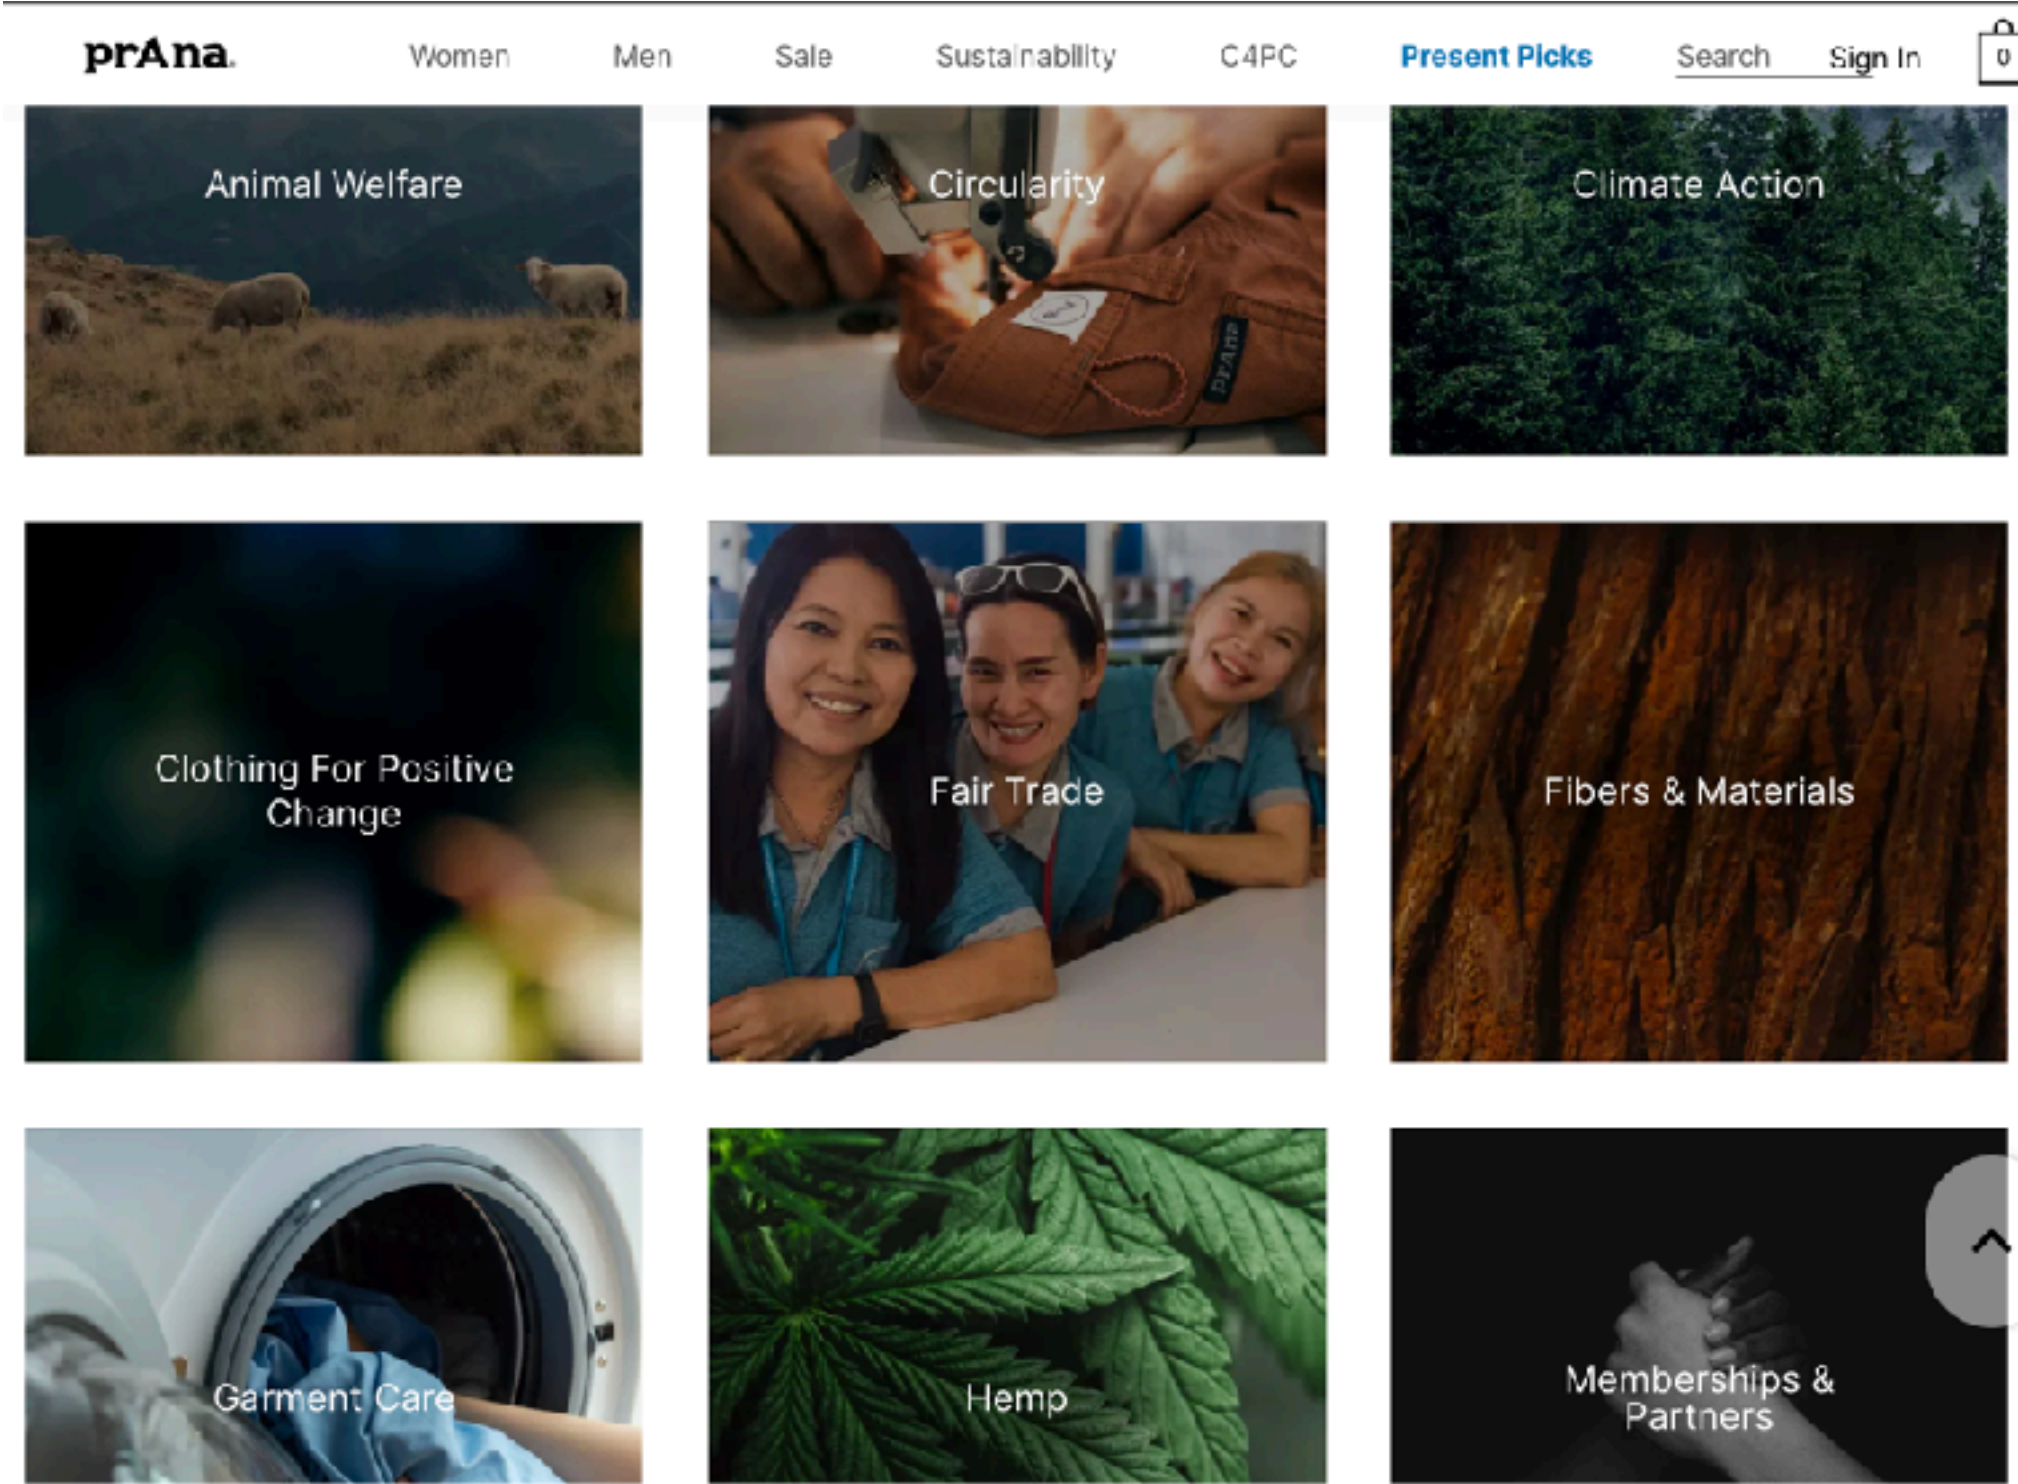 prAna.
Women Men Sale Sustainability C4PC Present Picks Search Sign In 0
Animal Welfare
Circularity
Climate Action
prAna
Clothing For Positive
Change
Fair Trade
Fibers & Materials
Garment Care
Hemp
Memberships &
Partners